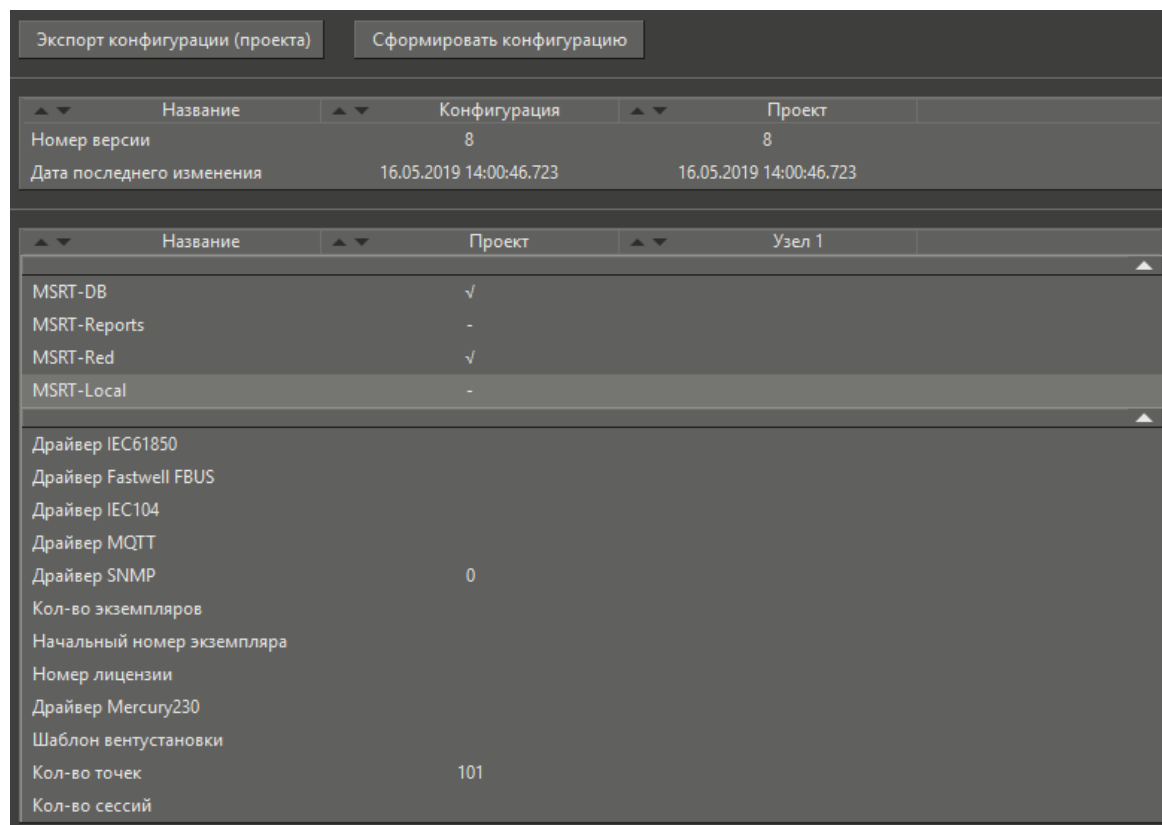 Экспорт конфигурации (проекта) Сформировать конфигурацию
Название Конфигурация Проект
Номер версии 8 8
Дата последнего изменения 16.05.2019 14:00:46.723 16.05.2019 14:00:46.723
Название Проект Узел 1
MSRT-DB √
MSRT-Reports -
MSRT-Red √
MSRT-Local -
Драйвер IEC61850
Драйвер Fastwell FBUS
Драйвер IEC104
Драйвер MQTT
Драйвер SNMP 0
Кол-во экземпляров
Начальный номер экземпляра
Номер лицензии
Драйвер Mercury230
Шаблон вентустановки
Кол-во точек 101
Кол-во сессий